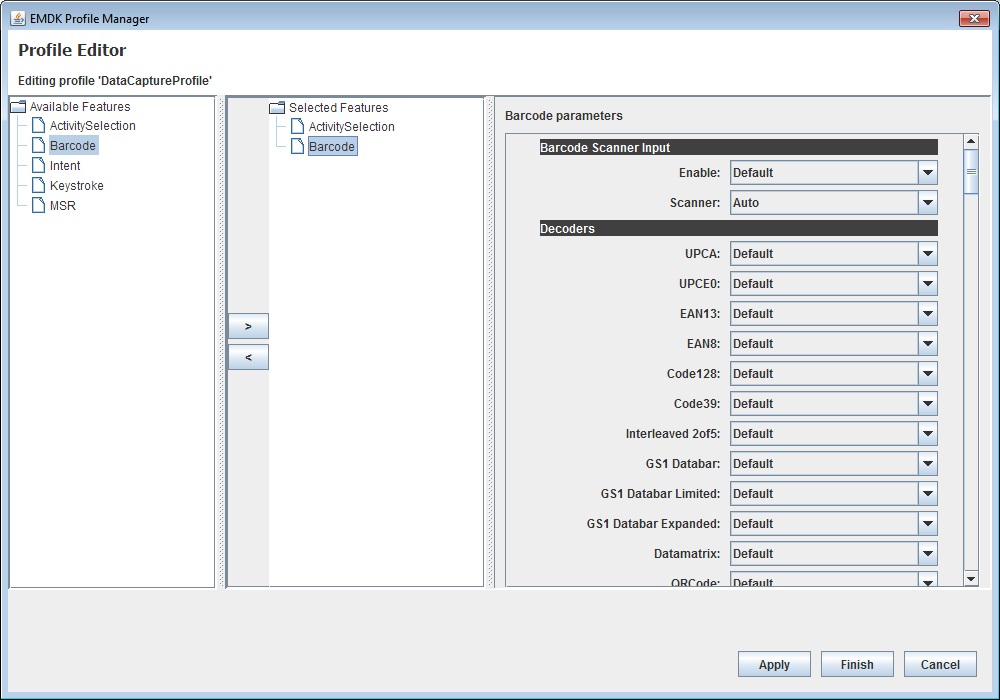 EMDK Profile Manager
Profile Editor
Editing profile 'DataCaptureProfile'
Available Features
ActivitySelection
Barcode
Intent
Keystroke
MSR
>
<
Selected Features
ActivitySelection
Barcode
Barcode parameters
Barcode Scanner Input
Enable: Default
Scanner: Auto
Decoders
UPCA: Default
UPCE0: Default
EAN13: Default
EAN8: Default
Code128: Default
Code39: Default
Interleaved 2of5: Default
GS1 Databar: Default
GS1 Databar Limited: Default
GS1 Databar Expanded: Default
Datamatrix: Default
QRCode: Default
Apply Finish Cancel